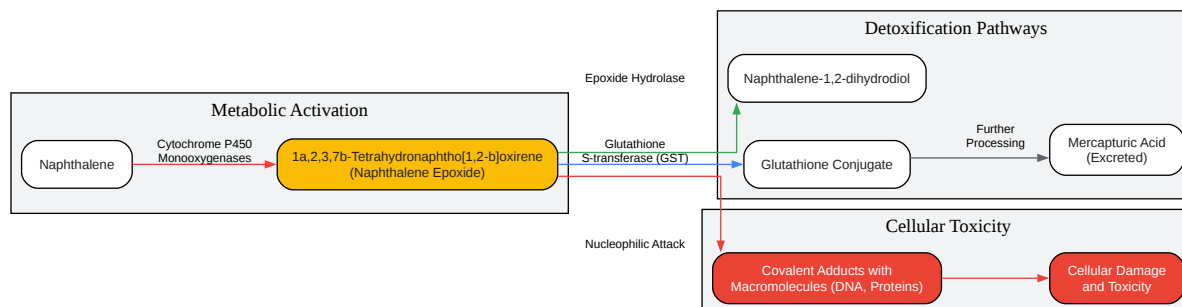 Metabolic Activation
Naphthalene
Cytochrome P450
Monooxygenases
1a,2,3,7b-Tetrahydronaphtho[1,2-b]oxirene
(Naphthalene Epoxide)
Epoxide Hydrolase
Glutathione
S-transferase (GST)
Nucleophilic Attack
Detoxification Pathways
Naphthalene-1,2-dihydrodiol
Glutathione Conjugate
Further
Processing
Mercapturic Acid
(Excreted)
Cellular Toxicity
Covalent Adducts with
Macromolecules (DNA, Proteins)
Cellular Damage
and Toxicity